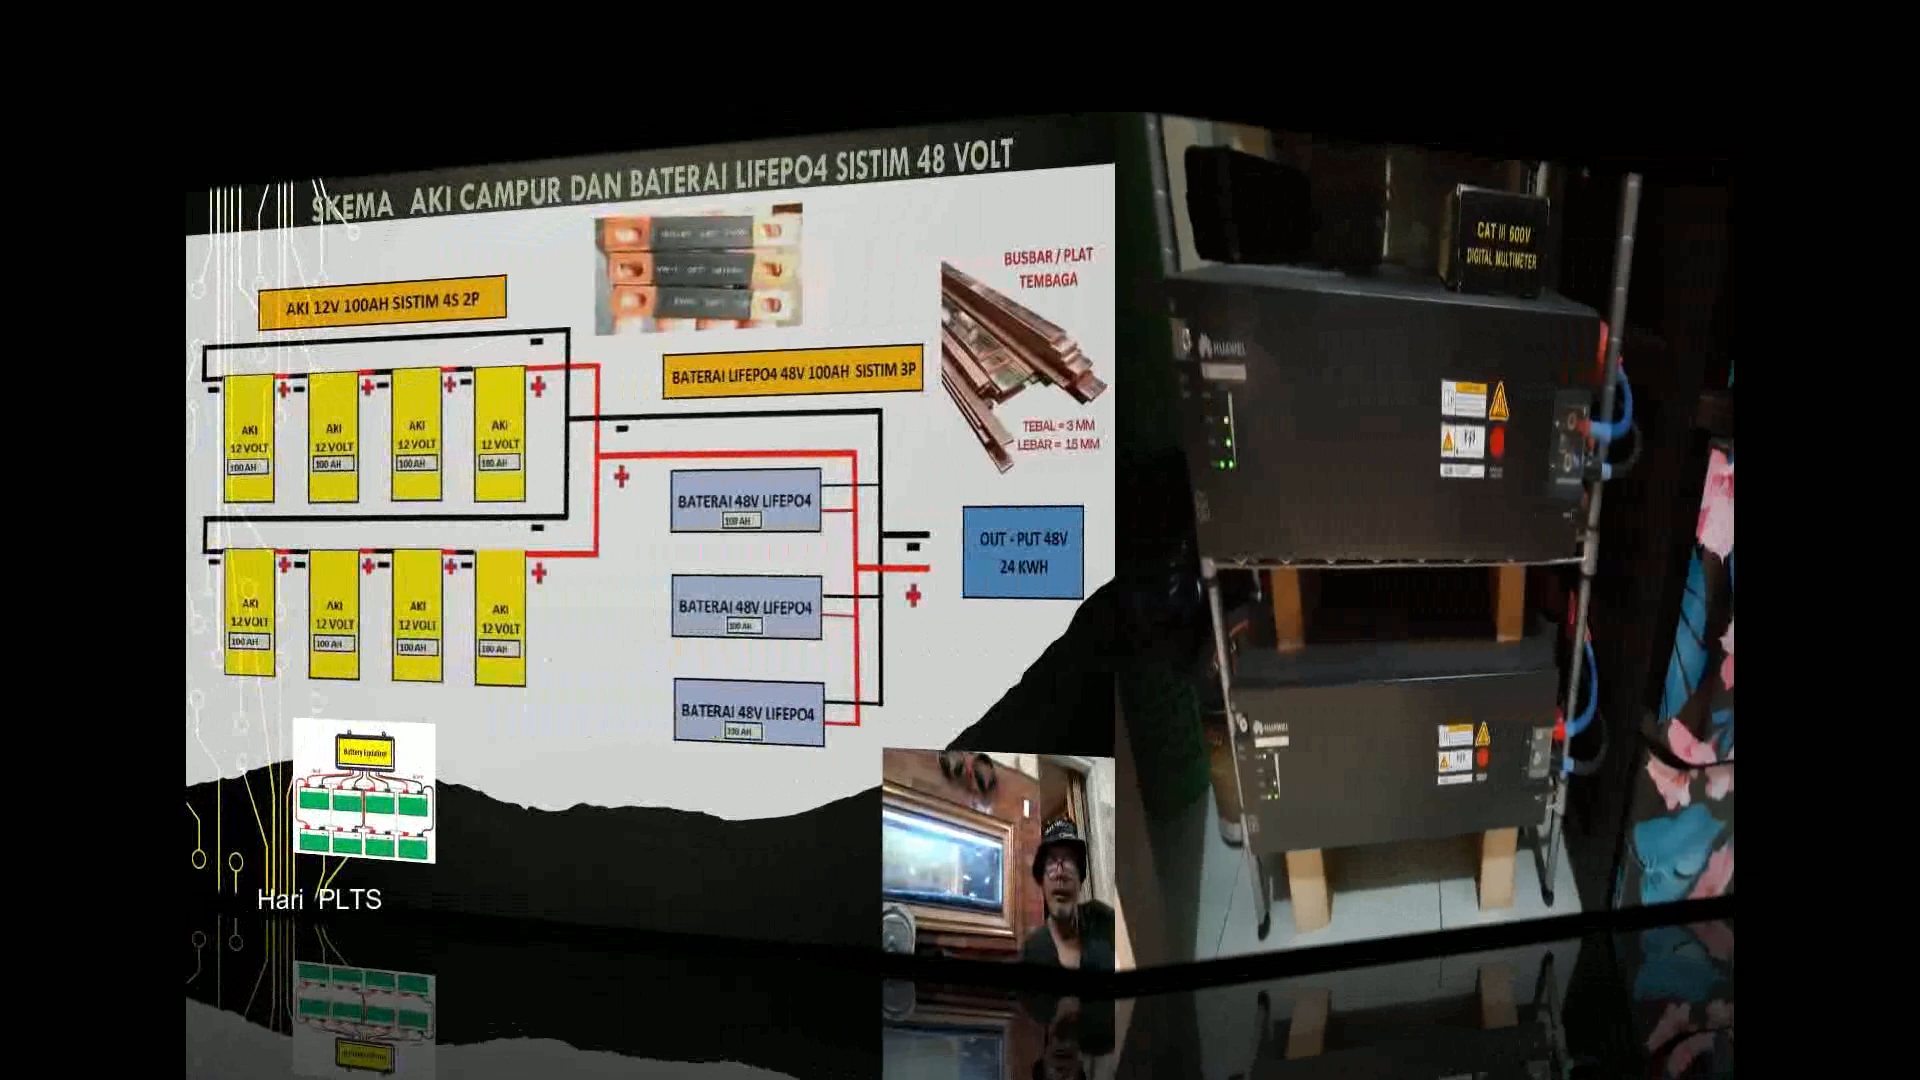 SKEMA AKI CAMPUR DAN BATERAI LIFEPO4 SISTIM 48 VOLT
AKI 12V 100AH SISTIM 4S 2P
BUSBAR / PLAT
TEMBAGA
BATERAI LIFEPO4 48V 100AH SISTIM 3P
TEBAL = 3 MM
LEBAR = 15 MM
AKI
12 VOLT
100 AH
AKI
12 VOLT
100 AH
AKI
12 VOLT
100 AH
AKI
12 VOLT
100 AH
AKI
12 VOLT
100 AH
AKI
12 VOLT
100 AH
AKI
12 VOLT
100 AH
AKI
12 VOLT
100 AH
BATERAI 48V LIFEPO4
100 AH
BATERAI 48V LIFEPO4
100 AH
BATERAI 48V LIFEPO4
100 AH
OUT - PUT 48V
24 KWH
Battery Equalizer
Hari PLTS
CAT III 600V
DIGITAL MULTIMETER
HUAWEI
HUAWEI